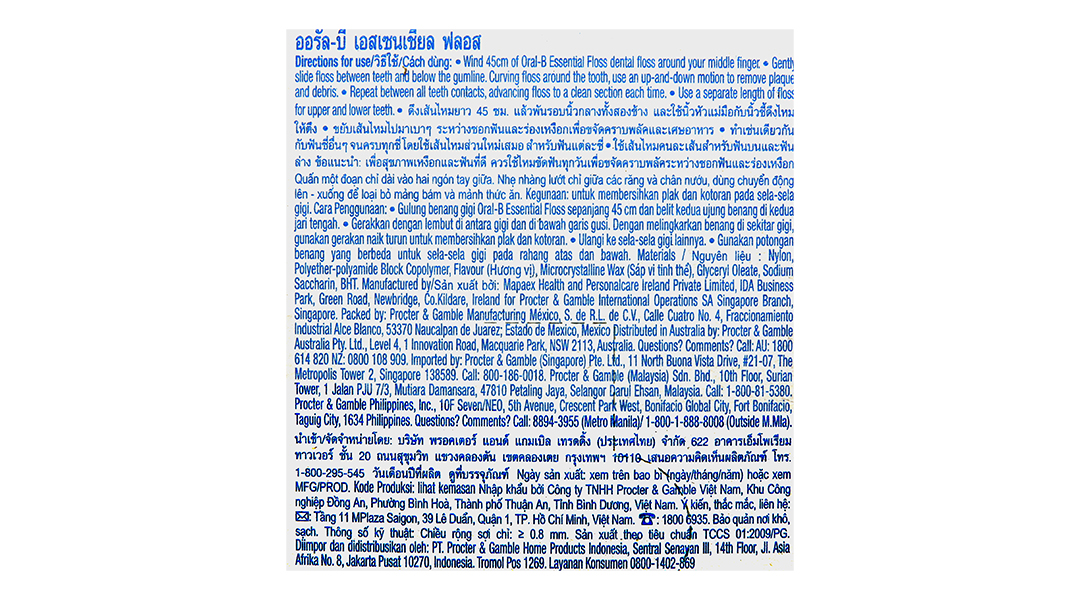 ออรัล-บี เอสเซนเชียล ฟลอส
Directions for use/วิธีใช้/Cách dùng: • Wind 45cm of Oral-B Essential Floss dental floss around your middle finger. • Gently
slide floss between teeth and below the gumline. Curving floss around the tooth, use an up-and-down motion to remove plaque
and debris. • Repeat between all teeth contacts, advancing floss to a clean section each time. • Use a separate length of floss
for upper and lower teeth. • ดึงเส้นไหมยาว 45 ซม. แล้วพันรอบนิ้วกลางทั้งสองข้าง และใช้นิ้วหัวแม่มือกับนิ้วชี้ดึงไหม
ให้ตึง • ขยับเส้นไหมไปมาเบาๆ ระหว่างซอกฟันและร่องเหงือกเพื่อขจัดคราบพลัคและเศษอาหาร • ทำเช่นเดียวกัน
กับฟันซี่อื่นๆ จนครบทุกซี่โดยใช้เส้นไหมส่วนใหม่เสมอ สำหรับฟันแต่ละซี่ • ใช้เส้นไหมคนละเส้นสำหรับฟันบนและฟัน
ล่าง ข้อแนะนำ: เพื่อสุขภาพเหงือกและฟันที่ดี ควรใช้ไหมขัดฟันทุกวันเพื่อขจัดคราบพลัคระหว่างซอกฟันและร่องเหงือก
Quấn một đoạn chỉ dài vào hai ngón tay giữa. Nhẹ nhàng lướt chỉ giữa các răng và chân nướu, dùng chuyển động
lên - xuống để loại bỏ mảng bám và mảnh thức ăn. Kegunaan: untuk membersihkan plak dan kotoran pada sela-sela
gigi. Cara Penggunaan: • Gulung benang gigi Oral-B Essential Floss sepanjang 45 cm dan belit kedua ujung benang di kedua
jari tengah. • Gerakkan dengan lembut di antara gigi dan di bawah garis gusi. Dengan melingkarkan benang di sekitar gigi,
gunakan gerakan naik turun untuk membersihkan plak dan kotoran. • Ulangi ke sela-sela gigi lainnya. • Gunakan potongan
benang yang berbeda untuk sela-sela gigi pada rahang atas dan bawah. Materials / Nguyên liệu : Nylon,
Polyether-polyamide Block Copolymer, Flavour (Hương vị), Microcrystalline Wax (Sáp vi tinh thể), Glyceryl Oleate, Sodium
Saccharin, BHT. Manufactured by/Sản xuất bởi: Mapaex Health and Personalcare Ireland Private Limited, IDA Business
Park, Green Road, Newbridge, Co.Kildare, Ireland for Procter & Gamble International Operations SA Singapore Branch,
Singapore. Packed by: Procter & Gamble Manufacturing México, S. de R.L. de C.V., Calle Cuatro No. 4, Fraccionamiento
Industrial Alce Blanco, 53370 Naucalpan de Juarez; Estado de Mexico, Mexico Distributed in Australia by: Procter & Gamble
Australia Pty. Ltd., Level 4, 1 Innovation Road, Macquarie Park, NSW 2113, Australia. Questions? Comments? Call: AU: 1800
614 820 NZ: 0800 108 909. Imported by: Procter & Gamble (Singapore) Pte. Ltd., 11 North Buona Vista Drive, #21-07, The
Metropolis Tower 2, Singapore 138589. Call: 800-186-0018. Procter & Gamble (Malaysia) Sdn. Bhd., 10th Floor, Surian
Tower, 1 Jalan PJU 7/3, Mutiara Damansara, 47810 Petaling Jaya, Selangor Darul Ehsan, Malaysia. Call: 1-800-81-5380.
Procter & Gamble Philippines, Inc., 10F Seven/NEO, 5th Avenue, Crescent Park West, Bonifacio Global City, Fort Bonifacio,
Taguig City, 1634 Philippines. Questions? Comments? Call: 8894-3955 (Metro Manila)/ 1-800-1-888-8008 (Outside M.Mla).
นำเข้า/จัดจำหน่ายโดย: บริษัท พรอคเตอร์ แอนด์ แกมเบิล เทรดดิ้ง (ประเทศไทย) จำกัด 622 อาคารเอ็มโพเรียม
ทาวเวอร์ ชั้น 20 ถนนสุขุมวิท แขวงคลองตัน เขตคลองเตย กรุงเทพฯ 10110 เสนอความคิดเห็นผลิตภัณฑ์ โทร.
1-800-295-545 วันเดือนปีที่ผลิต ดูที่บรรจุภัณฑ์ Ngày sản xuất: xem trên bao bì (ngày/tháng/năm) hoặc xem
MFG/PROD. Kode Produksi: lihat kemasan Nhập khẩu bởi Công ty TNHH Procter & Gamble Việt Nam, Khu Công
nghiệp Đồng An, Phường Bình Hoà, Thành phố Thuận An, Tỉnh Bình Dương, Việt Nam. Ý kiến, thắc mắc, liên hệ:
✉: Tầng 11 MPlaza Saigon, 39 Lê Duẩn, Quận 1, TP. Hồ Chí Minh, Việt Nam. ☎: 1800 6935. Bảo quản nơi khô,
sạch. Thông số kỹ thuật: Chiều rộng sợi chỉ: ≥ 0.8 mm. Sản xuất theo tiêu chuẩn TCCS 01:2009/PG.
Diimpor dan didistribusikan oleh: PT. Procter & Gamble Home Products Indonesia, Sentral Senayan III, 14th Floor, Jl. Asia
Afrika No. 8, Jakarta Pusat 10270, Indonesia. Tromol Pos 1269. Layanan Konsumen 0800-1402-869